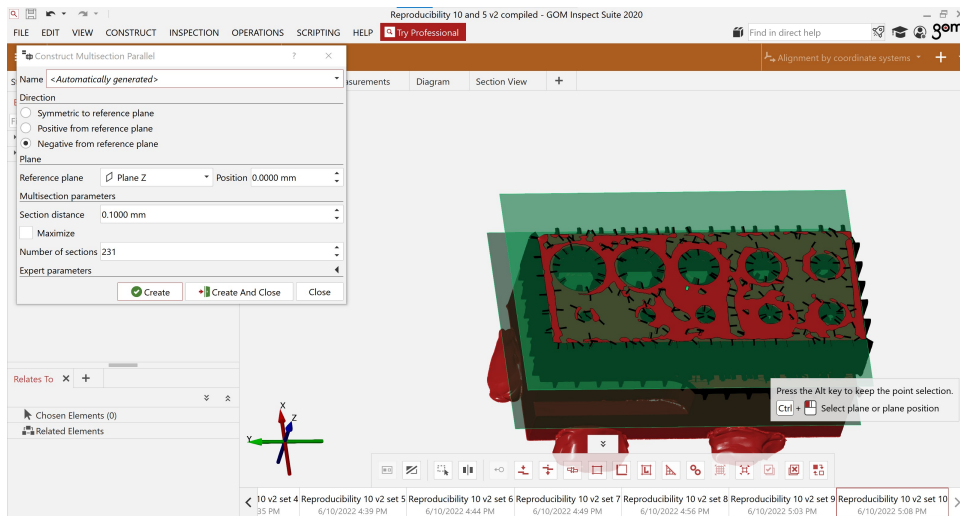 Reproducibility 10 and 5 v2 compiled - GOM Inspect Suite 2020
FILE EDIT VIEW CONSTRUCT INSPECTION OPERATIONS SCRIPTING HELP Try Professional Find in direct help gom
Construct Multisection Parallel ? ×
Alignment by coordinate systems +
Name <Automatically generated>
asurements Diagram Section View +
Direction
Symmetric to reference plane
Positive from reference plane
Negative from reference plane
Plane
Reference plane Plane Z Position 0.0000 mm
Multisection parameters
Section distance 0.1000 mm
Maximize
Number of sections 231
Expert parameters
Create Create And Close Close
Relates To X +
Press the Alt key to keep the point selection.
Ctrl + Select plane or plane position
Chosen Elements (0)
Related Elements
X
Z
Y
10 v2 set 4 Reproducibility 10 v2 set 5 Reproducibility 10 v2 set 6 Reproducibility 10 v2 set 7 Reproducibility 10 v2 set 8 Reproducibility 10 v2 set 9 Reproducibility 10 v2 set 10
35 PM 6/10/2022 4:39 PM 6/10/2022 4:44 PM 6/10/2022 4:49 PM 6/10/2022 4:56 PM 6/10/2022 5:03 PM 6/10/2022 5:08 PM